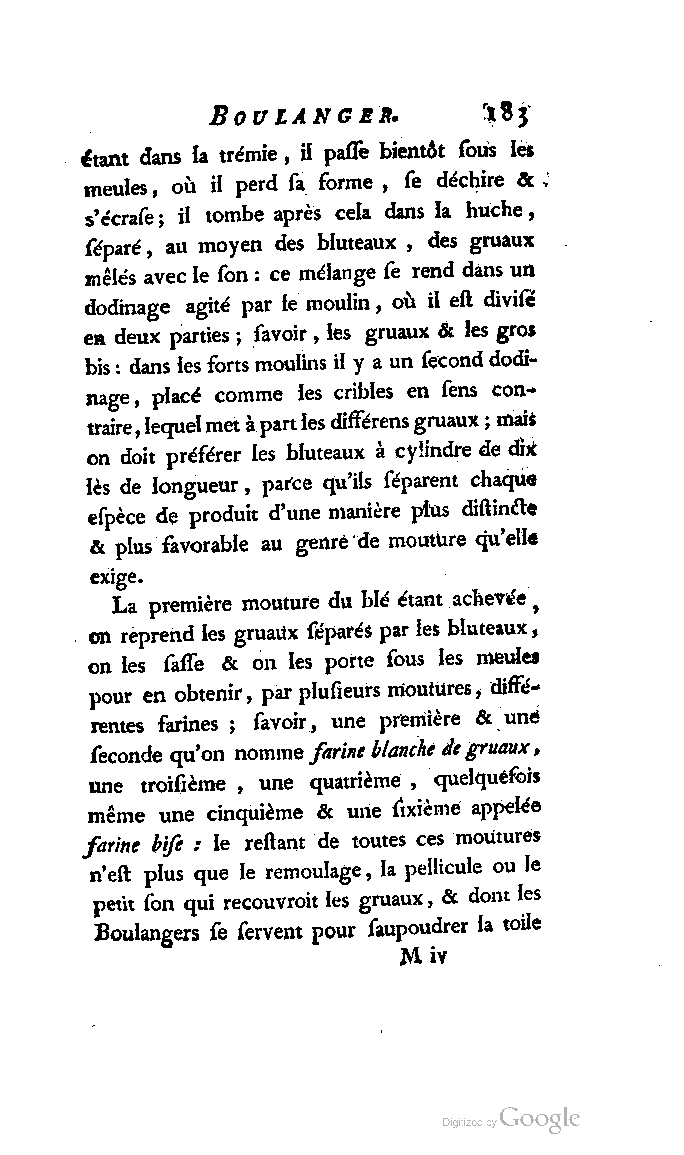 BOULANGER. 183
étant dans la trémie, il paſſe bientôt ſous les
meules, où il perd ſa forme, ſe déchire &
s'écraſe; il tombe après cela dans la huche,
ſéparé, au moyen des bluteaux, des gruaux
mêlés avec le ſon : ce mélange ſe rend dans un
dodinage agité par le moulin, où il eſt diviſé
en deux parties; ſavoir, les gruaux & les gros
bis : dans les forts moulins il y a un ſecond dodi-
nage, placé comme les cribles en ſens con-
traire, lequel met à part les différens gruaux; mais
on doit préférer les bluteaux à cylindre de dix
lès de longueur, parce qu'ils ſéparent chaque
eſpèce de produit d'une manière plus diſtincte
& plus favorable au genre de mouture qu'elle
exige.
La première mouture du blé étant achevée,
on reprend les gruaux ſéparés par les bluteaux,
on les ſaſſe & on les porte ſous les meules
pour en obtenir, par pluſieurs moutures, diffé-
rentes farines; ſavoir, une première & une
ſeconde qu'on nomme farine blanche de gruaux,
une troiſième, une quatrième, quelquefois
même une cinquième & une ſixième appelée
farine biſe : le reſtant de toutes ces moutures
n'eſt plus que le remoulage, la pellicule ou le
petit ſon qui recouvroit les gruaux, & dont les
Boulangers ſe ſervent pour ſaupoudrer la toile
M iv
Digitized by Google